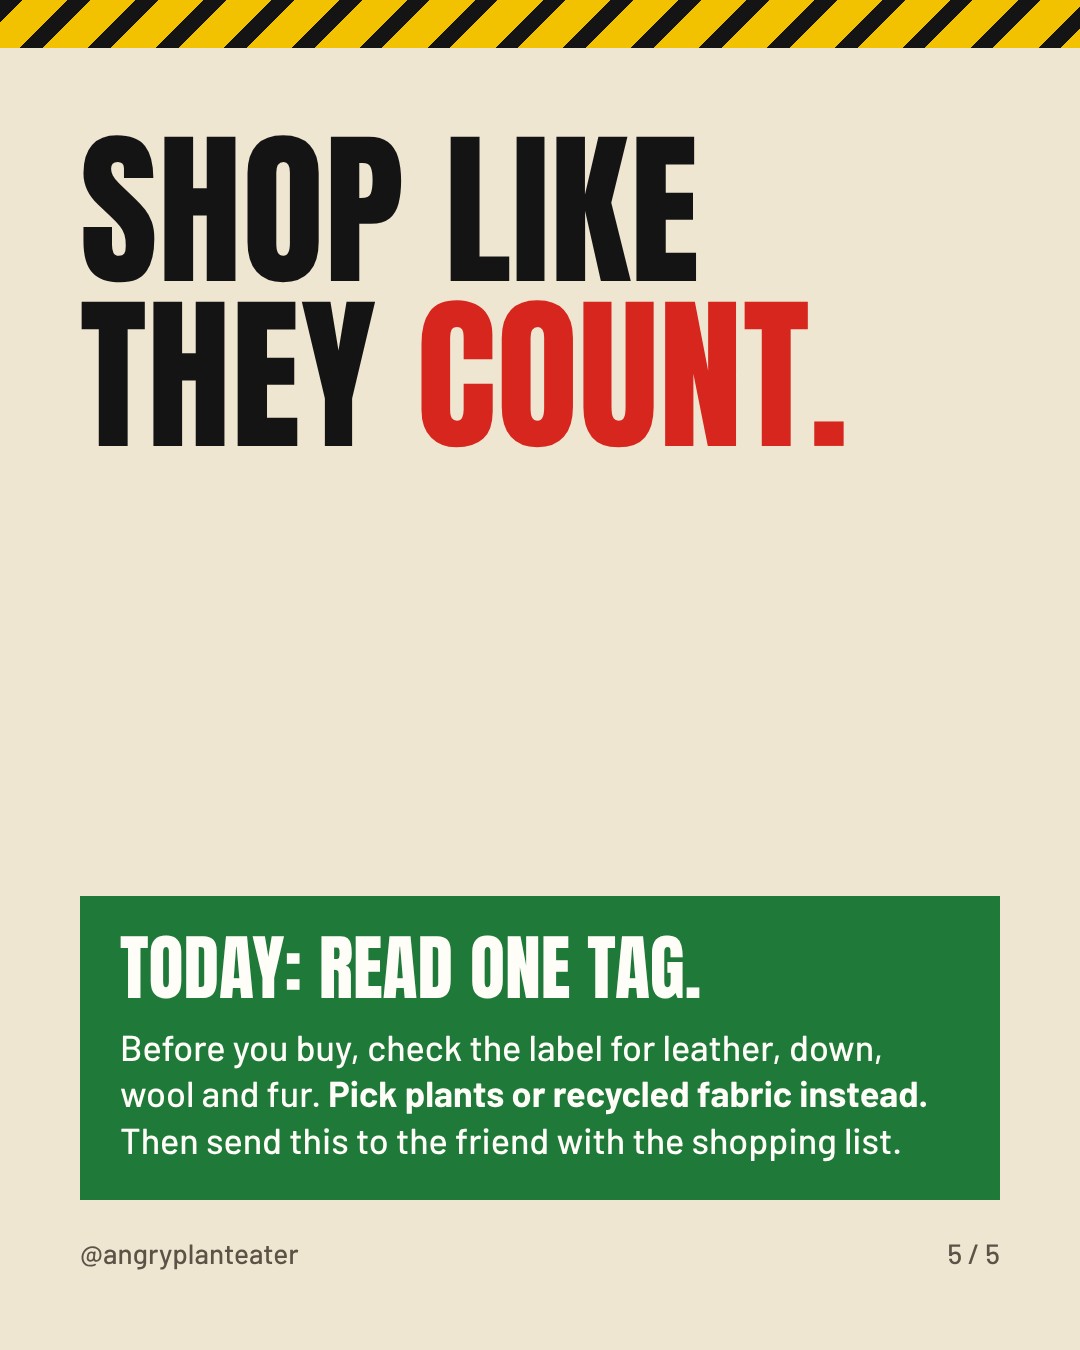 SHOP LIKE
THEY COUNT.
TODAY: READ ONE TAG.
Before you buy, check the label for leather, down,
wool and fur. Pick plants or recycled fabric instead.
Then send this to the friend with the shopping list.
@angryplanteater
5 / 5